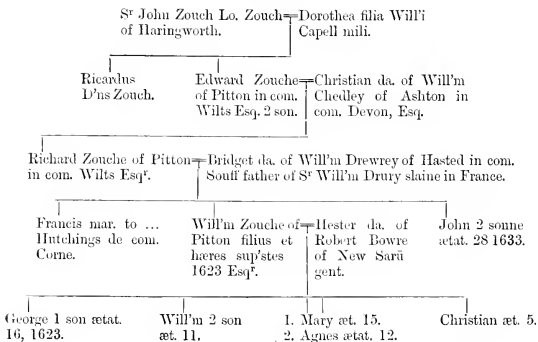 Sr John Zouch Lo. Zouch=Dorothea filia Will'i
of Haringworth. Capell mili.
Ricardus Edward Zouche=Christian da. of Will'm
D'ns Zouch. of Pitton in com. Chedley of Ashton in
Wilts Esq. 2 son. com. Devon, Esq.
Richard Zouche of Pitton=Bridget da. of Will'm Drewrey of Hasted in com.
in com. Wilts Esqr. Souff father of Sr Will'm Drury slaine in France.
Francis mar. to ... Will'm Zouche of=Hester da. of John 2 sonne
Hutchings de com. Pitton filius et Robert Bowre ætat. 28 1633.
Corne. hæres sup'stes of New Sarū
1623 Esqr. gent.
George 1 son ætat. Will'm 2 son 1. Mary æt. 15. Christian æt. 5.
16, 1623. æt. 11. 2. Agnes ætat. 12.